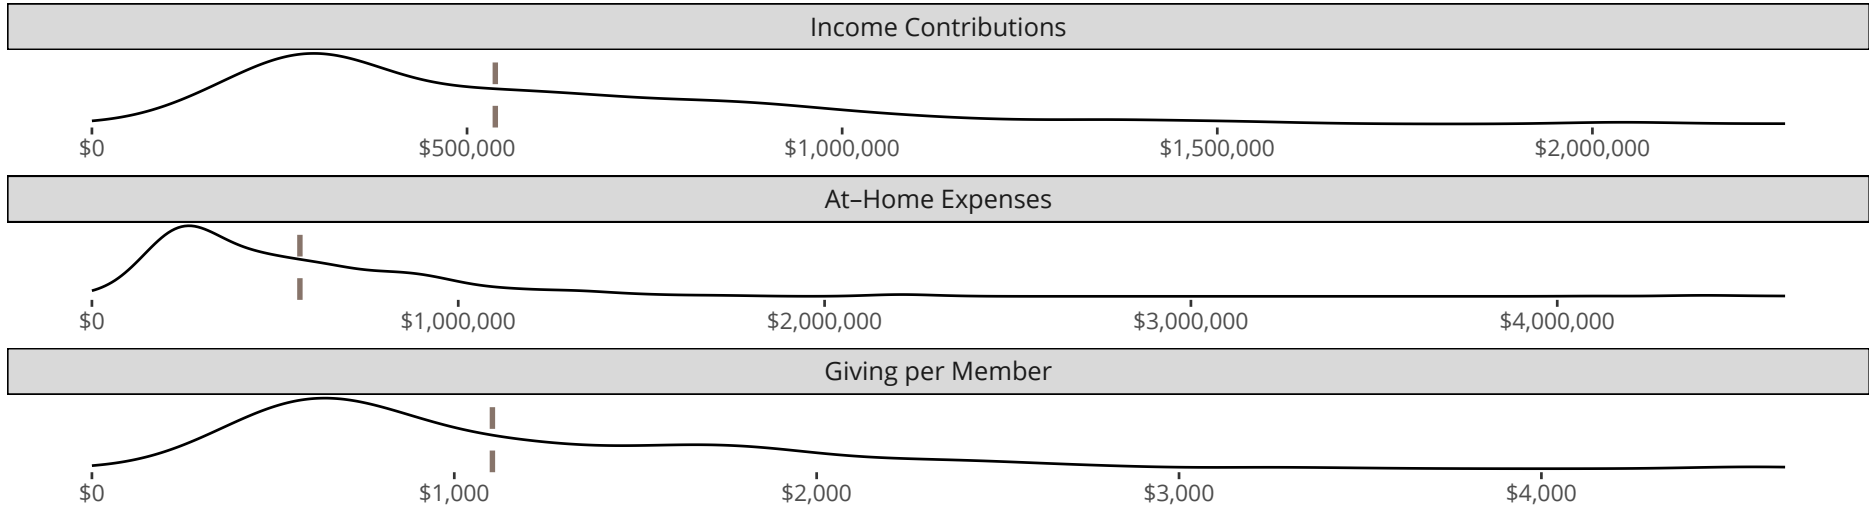 Income Contributions
$0 $500,000 $1,000,000 $1,500,000 $2,000,000
At–Home Expenses
$0 $1,000,000 $2,000,000 $3,000,000 $4,000,000
Giving per Member
$0 $1,000 $2,000 $3,000 $4,000